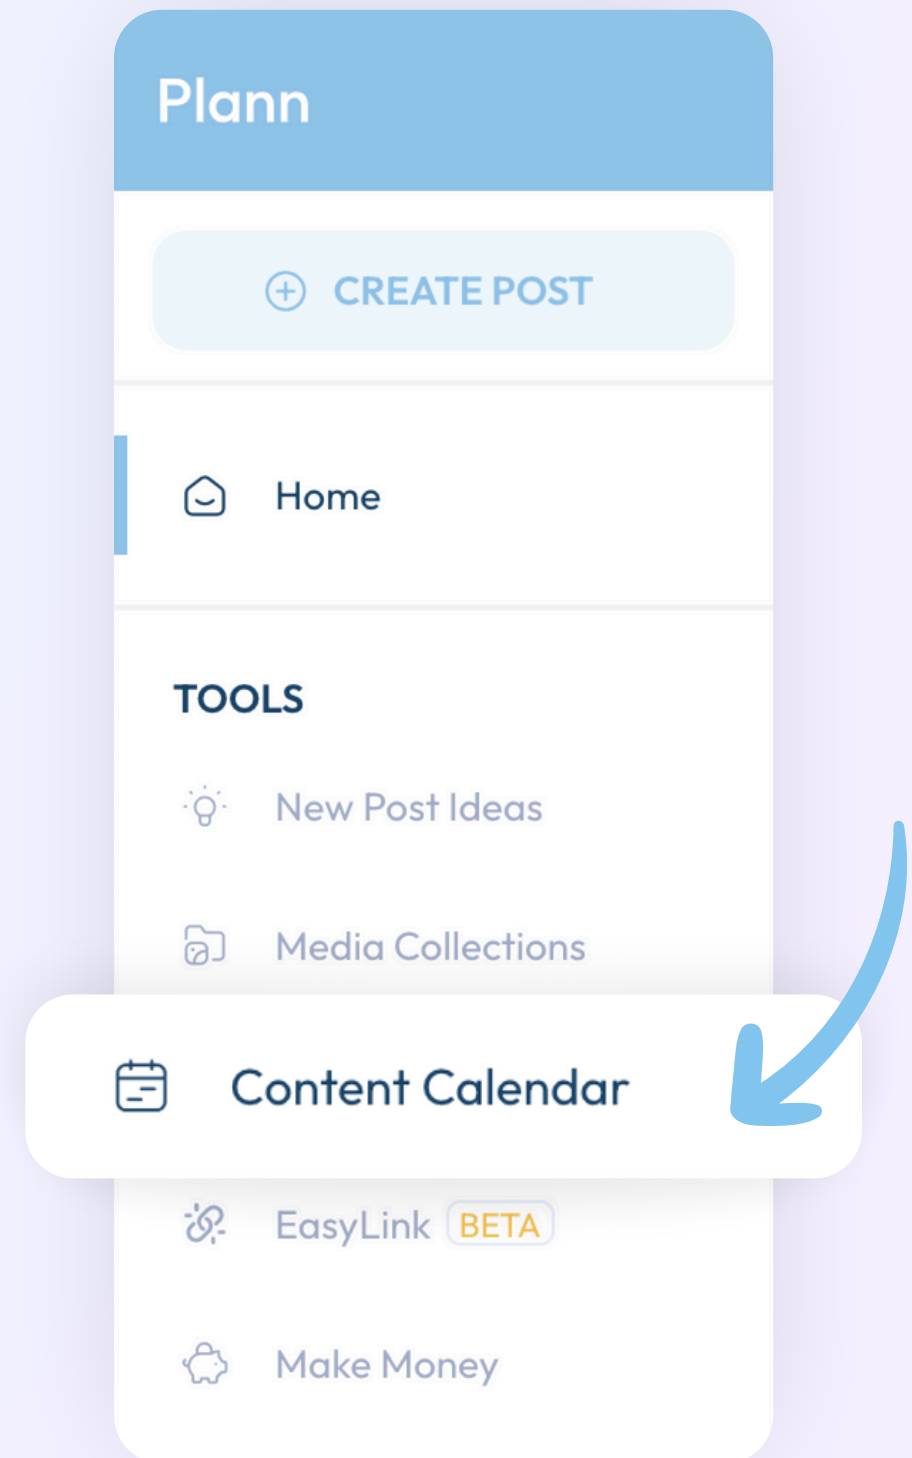 Plann
CREATE POST
Home
TOOLS
New Post Ideas
Media Collections
Content Calendar
EasyLink BETA
Make Money